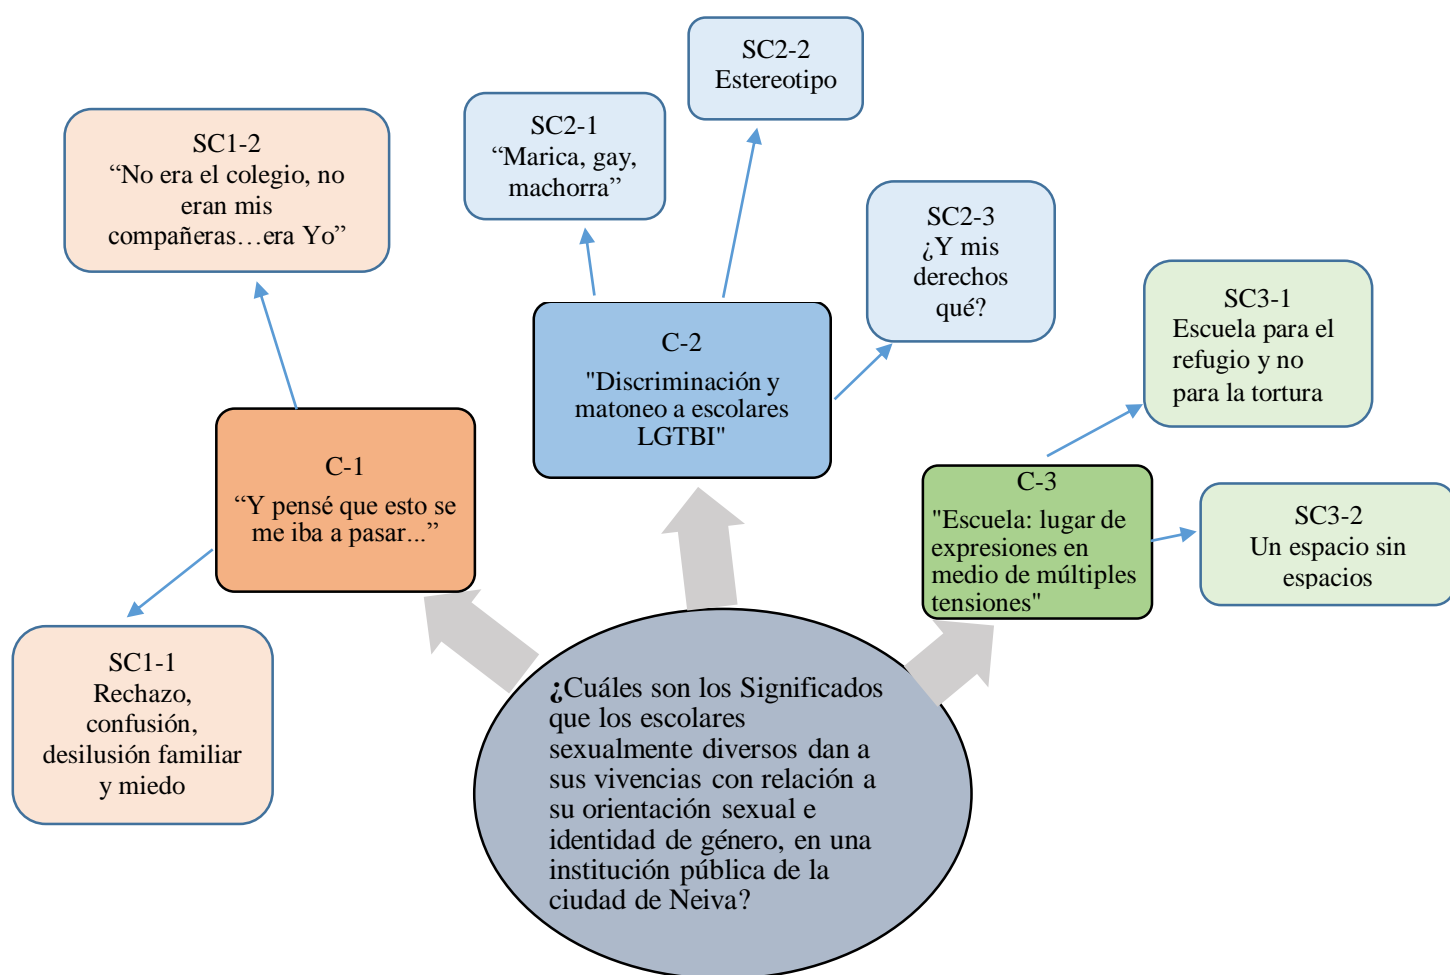 SC2-2
Estereotipo
SC2-1
“Marica, gay,
machorra”
SC1-2
“No era el colegio, no
eran mis
compañeras…era Yo”
SC2-3
¿Y mis
derechos
qué?
SC3-1
Escuela para el
refugio y no
para la tortura
C-2
"Discriminación y
matoneo a escolares
LGTBI"
C-1
“Y pensé que esto se
me iba a pasar...”
C-3
"Escuela: lugar de
expresiones en
medio de múltiples
tensiones"
SC3-2
Un espacio sin
espacios
SC1-1
Rechazo,
confusión,
desilusión familiar
y miedo
¿Cuáles son los Significados
que los escolares
sexualmente diversos dan a
sus vivencias con relación a
su orientación sexual e
identidad de género, en una
institución pública de la
ciudad de Neiva?